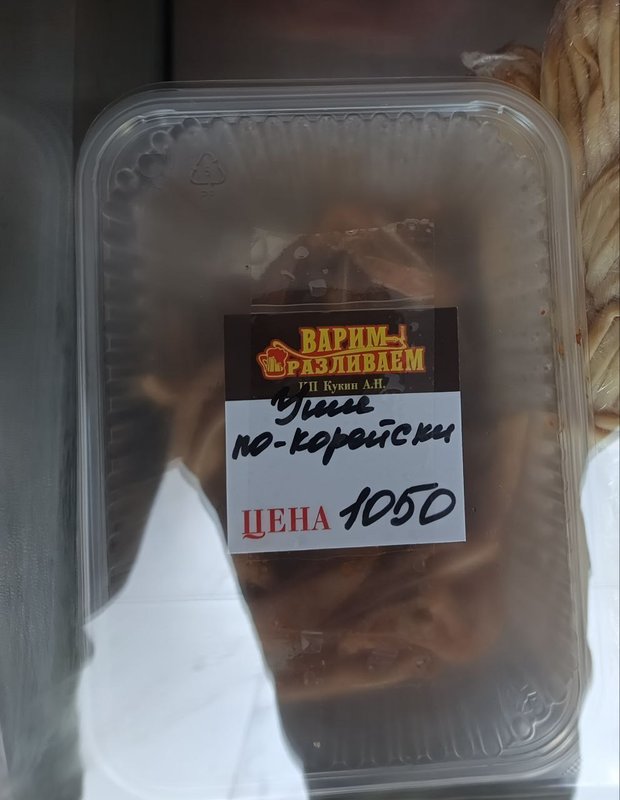 ВАРИМ
РАЗЛИВАЕМ
ИП Кукин А.Н.
Уши
по-корейски
ЦЕНА 1050